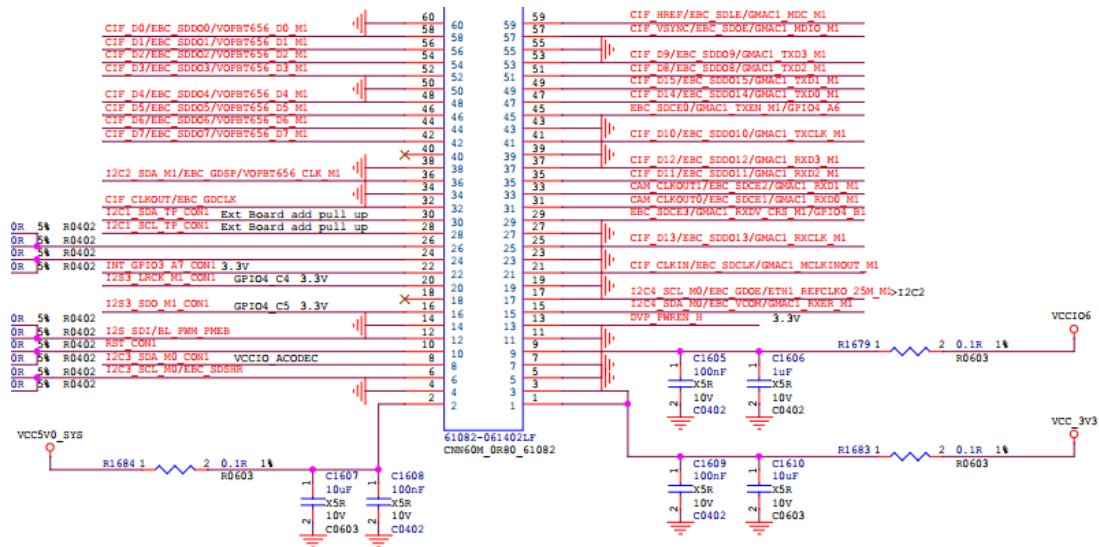 60 60 59 59 CIF_HREF/EBC_SDLE/GMAC1_MDC_M1
CIF_D0/EBC_SDDO0/VOPBT656_D0_M1 58 58 57 57 CIF_VSYNC/EBC_SDOE/GMAC1_MDIO_M1
CIF_D1/EBC_SDDO1/VOPBT656_D1_M1 56 56 55 55
CIF_D2/EBC_SDDO2/VOPBT656_D2_M1 54 54 53 53 CIF_D9/EBC_SDDO9/GMAC1_TXD3_M1
CIF_D3/EBC_SDDO3/VOPBT656_D3_M1 52 52 51 51 CIF_D8/EBC_SDDO8/GMAC1_TXD2_M1
50 50 49 49 CIF_D15/EBC_SDDO15/GMAC1_TXD1_M1
CIF_D4/EBC_SDDO4/VOPBT656_D4_M1 48 48 47 47 CIF_D14/EBC_SDDO14/GMAC1_TXD0_M1
CIF_D5/EBC_SDDO5/VOPBT656_D5_M1 46 46 45 45 EBC_SDCE0/GMAC1_TXEN_M1/GPIO4_A6
CIF_D6/EBC_SDDO6/VOPBT656_D6_M1 44 44 43 43
CIF_D7/EBC_SDDO7/VOPBT656_D7_M1 42 42 41 41 CIF_D10/EBC_SDDO10/GMAC1_TXCLK_M1
40 40 39 39
38 38 37 37 CIF_D12/EBC_SDDO12/GMAC1_RXD3_M1
I2C2_SDA_M1/EBC_GDSP/VOPBT656_CLK_M1 36 36 35 35 CIF_D11/EBC_SDDO11/GMAC1_RXD2_M1
34 34 33 33 CAM_CLKOUT1/EBC_SDCE2/GMAC1_RXD1_M1
CIF_CLKOUT/EBC_GDCLK 32 32 31 31 CAM_CLKOUT0/EBC_SDCE1/GMAC1_RXD0_M1
I2C1_SDA_TP_CON1 Ext Board add pull up 30 30 29 29 EBC_SDCE3/GMAC1_RXDV_CRS_M1/GPIO4_B1
0R 5% R0402 I2C1_SCL_TP_CON1 Ext Board add pull up 28 28 27 27
0R 5% R0402 26 26 25 25 CIF_D13/EBC_SDDO13/GMAC1_RXCLK_M1
0R 5% R0402 24 24 23 23
0R 5% R0402 INT_GPIO3_A7_CON1 3.3V 22 22 21 21 CIF_CLKIN/EBC_SDCLK/GMAC1_MCLKINOUT_M1
I2S3_LRCK_M1_CON1 GPIO4_C4 3.3V 20 20 19 19
18 18 17 17 I2C4_SCL_M0/EBC_GDOE/ETH1_REFCLKO_25M_M1>I2C2
I2S3_SDO_M1_CON1 GPIO4_C5 3.3V 16 16 15 15 I2C4_SDA_M0/EBC_VCOM/GMAC1_RXER_M1
0R 5% R0402 14 14 13 13 DVP_PWREN_H 3.3V
0R 5% R0402 I2S_SDI/BL_PWM_PMEB 12 12 11 11
0R 5% R0402 RST_CON1 10 10 9 9
0R 5% R0402 I2C3_SDA_M0_CON1 VCCIO_ACODEC 8 8 7 7
0R 5% R0402 I2C3_SCL_M0/EBC_SDSHR 6 6 5 5
0R 5% R0402 4 4 3 3
2 2 1 1
VCCIO6
R1679 1 2 0.1R 1%
R0603
1 C1605 1 C1606
100nF 1uF
X5R X5R
10V 10V
2 C0402 2 C0402
61082-061402LF
CNN60M_0R80_61082
VCC5V0_SYS
R1684 1 2 0.1R 1%
R0603
1 C1607 1 C1608
10uF 100nF
X5R X5R
10V 10V
2 C0603 2 C0402
VCC_3V3
R1683 1 2 0.1R 1%
R0603
1 C1609 1 C1610
100nF 10uF
X5R X5R
10V 10V
2 C0402 2 C0603